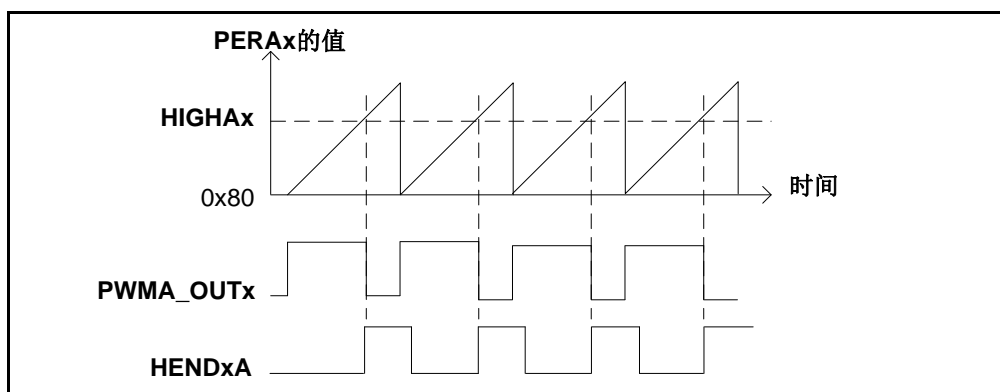 PERAx的值
HIGHAx
0x80
时间
PWMA_OUTx
HENDxA